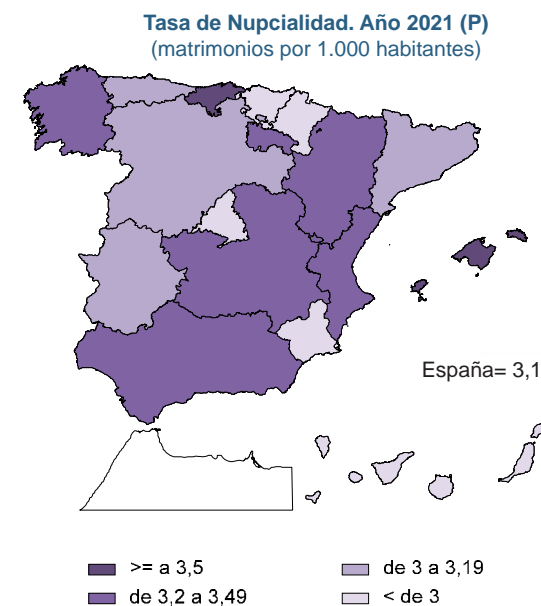 Tasa de Nupcialidad. Año 2021 (P)
(matrimonios por 1.000 habitantes)
España= 3,1
>= a 3,5
de 3 a 3,19
de 3,2 a 3,49
< de 3